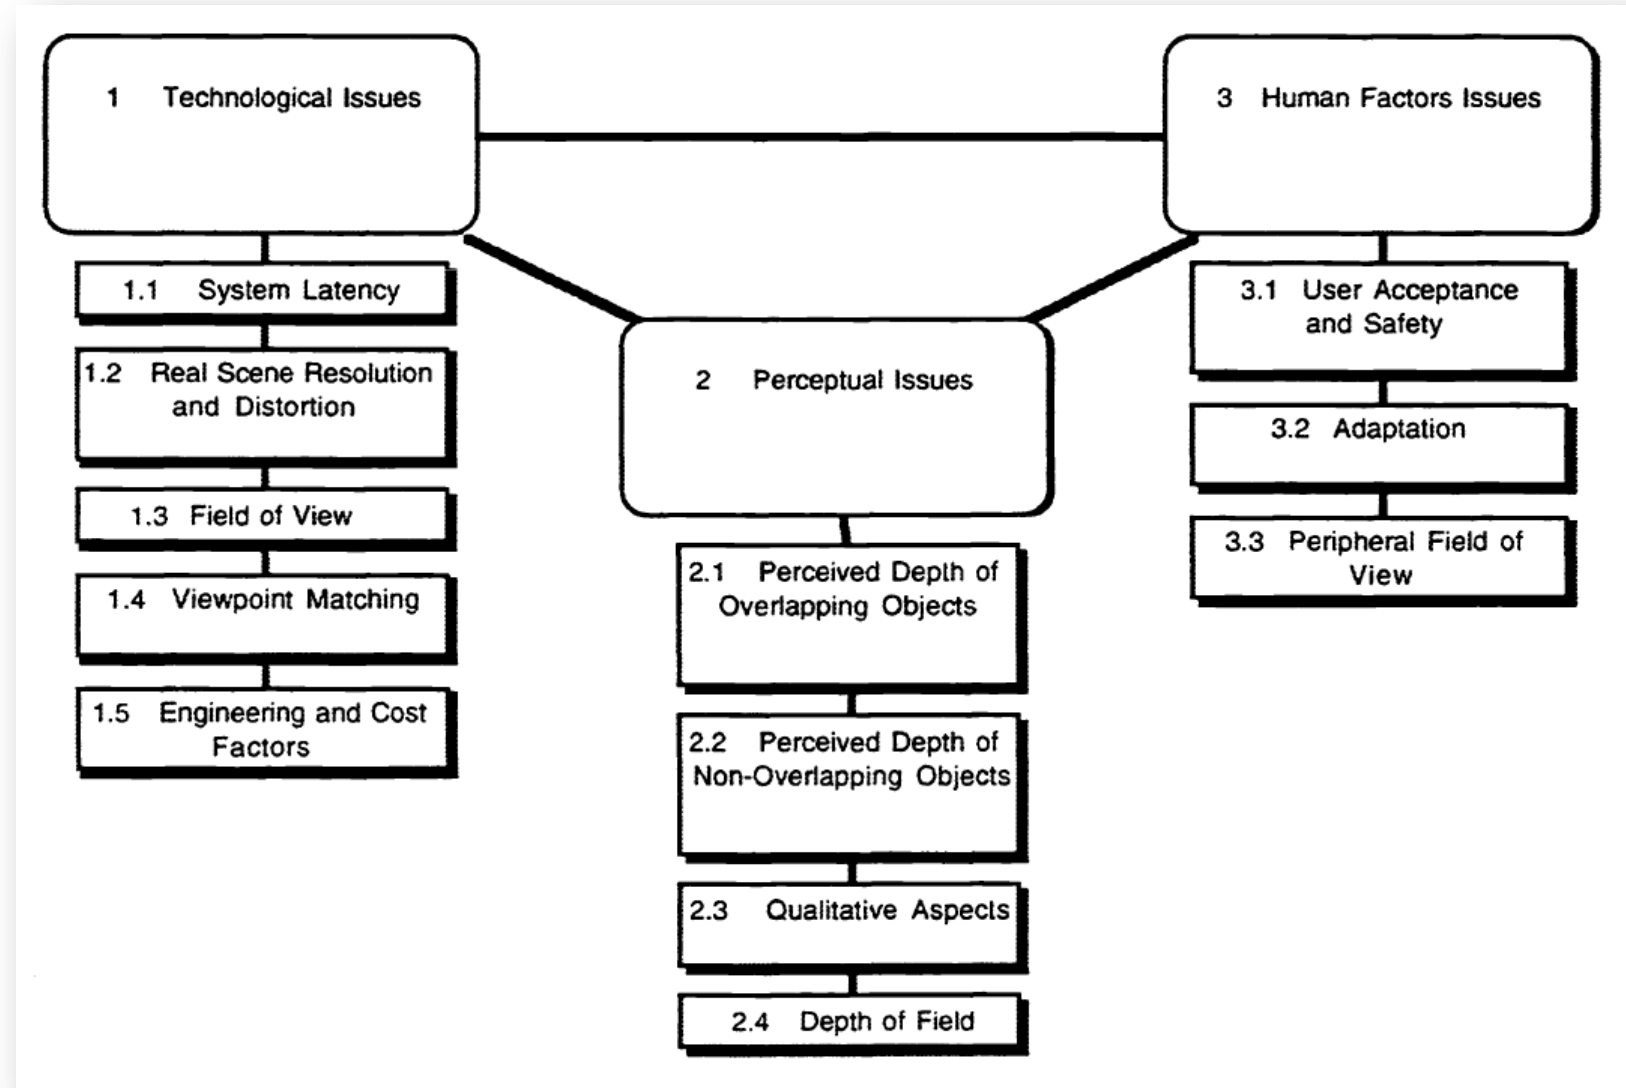 1 Technological Issues
1.1 System Latency
1.2 Real Scene Resolution
and Distortion
1.3 Field of View
1.4 Viewpoint Matching
1.5 Engineering and Cost
Factors
2 Perceptual Issues
2.1 Perceived Depth of
Overlapping Objects
2.2 Perceived Depth of
Non-Overlapping Objects
2.3 Qualitative Aspects
2.4 Depth of Field
3 Human Factors Issues
3.1 User Acceptance
and Safety
3.2 Adaptation
3.3 Peripheral Field of
View